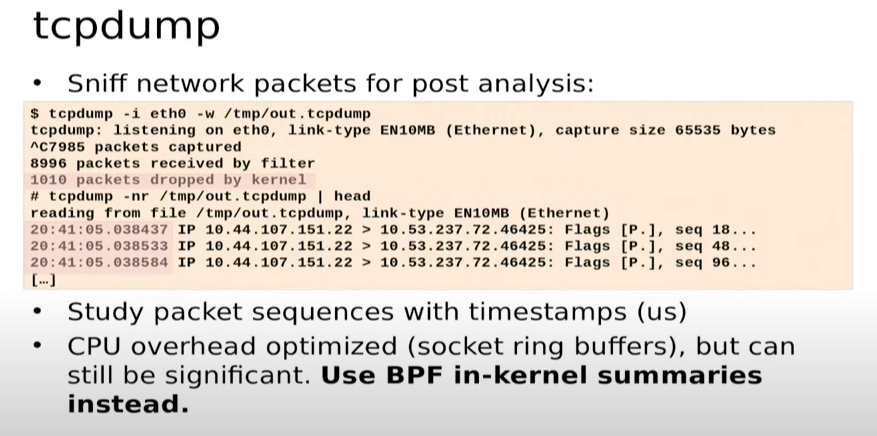 tcpdump
• Sniff network packets for post analysis:
$ tcpdump -i eth0 -w /tmp/out.tcpdump
tcpdump: listening on eth0, link-type EN10MB (Ethernet), capture size 65535 bytes
^C7985 packets captured
8996 packets received by filter
1010 packets dropped by kernel
# tcpdump -nr /tmp/out.tcpdump | head
reading from file /tmp/out.tcpdump, link-type EN10MB (Ethernet)
20:41:05.038437 IP 10.44.107.151.22 > 10.53.237.72.46425: Flags [P.], seq 18...
20:41:05.038533 IP 10.44.107.151.22 > 10.53.237.72.46425: Flags [P.], seq 48...
20:41:05.038584 IP 10.44.107.151.22 > 10.53.237.72.46425: Flags [P.], seq 96...
[…]
• Study packet sequences with timestamps (us)
• CPU overhead optimized (socket ring buffers), but can
still be significant. Use BPF in-kernel summaries
instead.